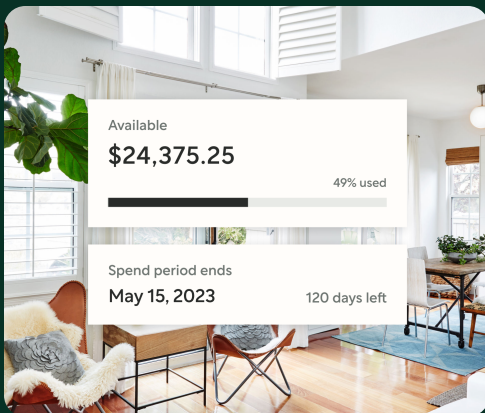 Available
$24,375.25
49% used
Spend period ends
May 15, 2023
120 days left